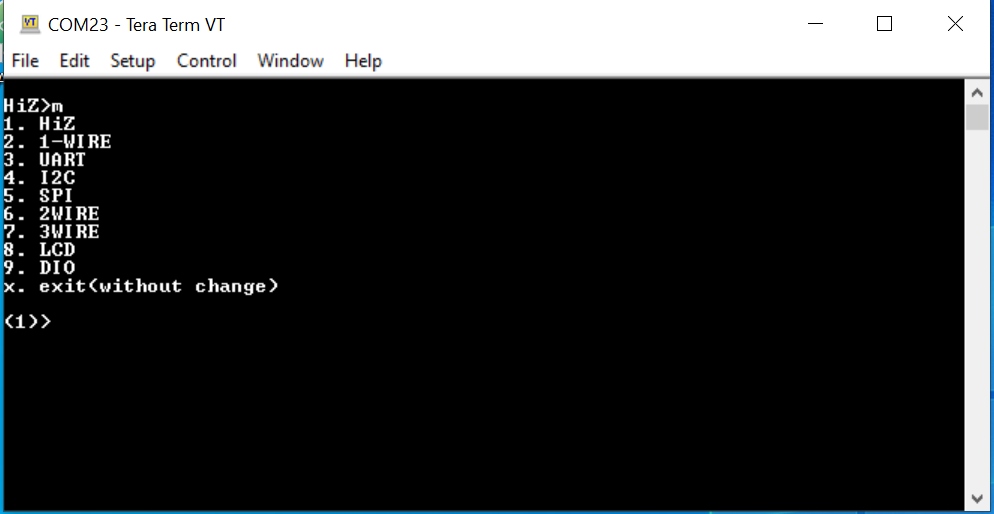 VT
COM23 - Tera Term VT
File Edit Setup Control Window Help
HiZ>m
1. HiZ
2. 1-WIRE
3. UART
4. I2C
5. SPI
6. 2WIRE
7. 3WIRE
8. LCD
9. DIO
x. exit(without change)
(1)>